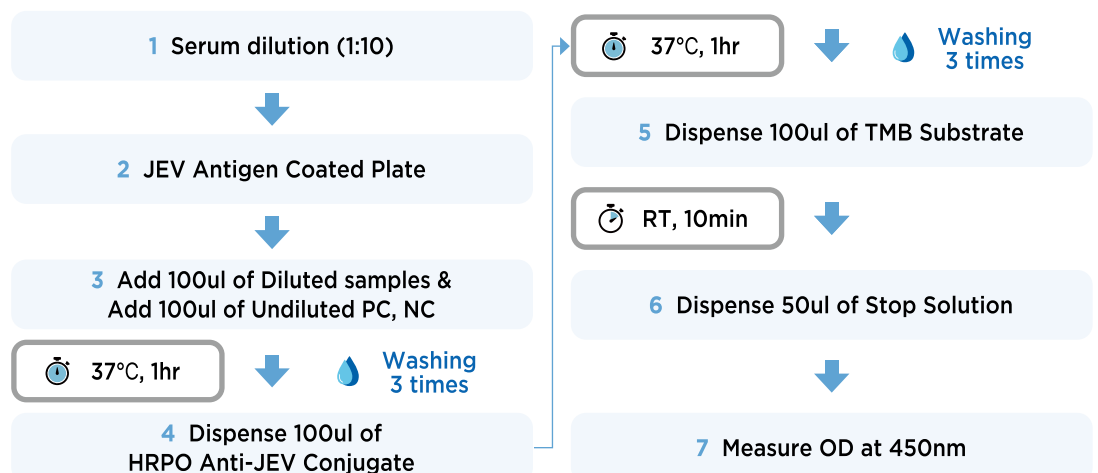 1 Serum dilution (1:10)
2 JEV Antigen Coated Plate
3 Add 100ul of Diluted samples &
Add 100ul of Undiluted PC, NC
37℃, 1hr
Washing
3 times
4 Dispense 100ul of
HRPO Anti-JEV Conjugate
37℃, 1hr
Washing
3 times
5 Dispense 100ul of TMB Substrate
RT, 10min
6 Dispense 50ul of Stop Solution
7 Measure OD at 450nm